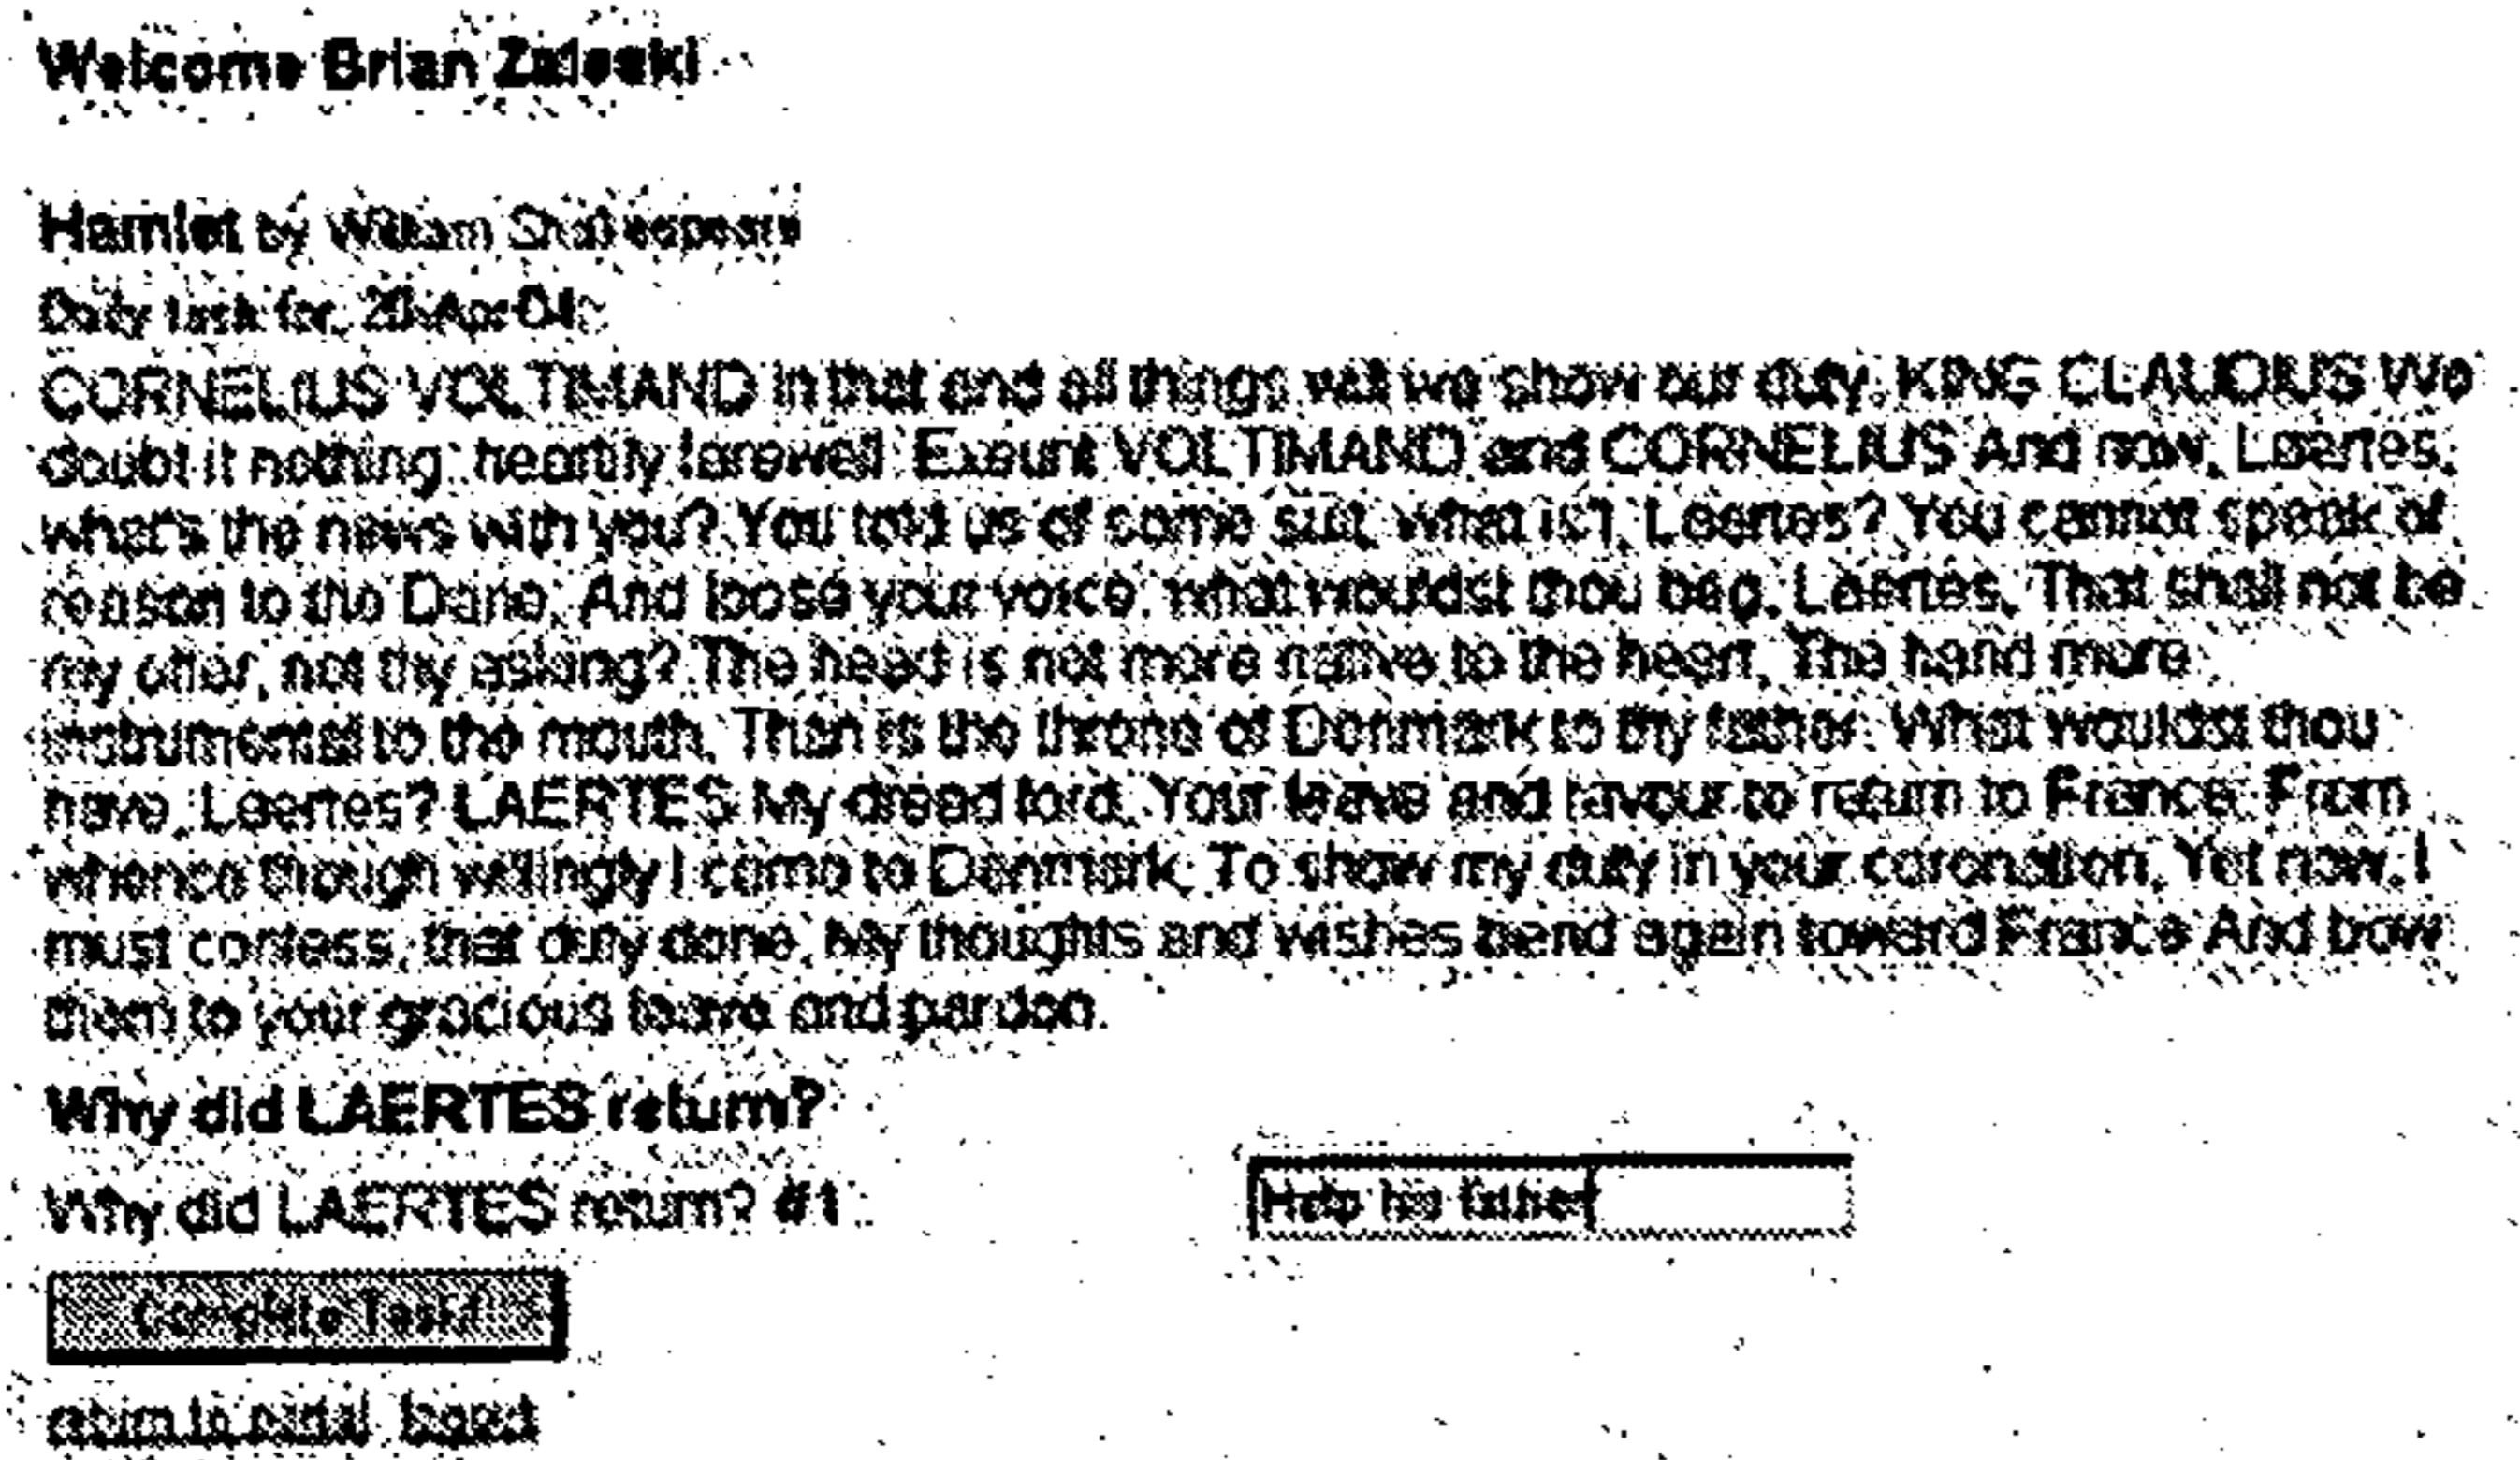 Welcome Brian Zaleski
Hamlet by William Shakespeare
Daily task for, Apr
CORNELIUS VOLTIMAND In that and all things will we show our duty. KING CLAUDIUS We
doubt it nothing: heartily farewell. Exeunt VOLTIMAND and CORNELIUS And now, Laertes,
what's the news with you? You told us of some suit, what is't, Laertes? You cannot speak of
reason to the Dane, And loose your voice: what wouldst thou beg, Laertes, That shall not be
my offer, not thy asking? The head is not more native to the heart, The hand more
instrumental to the mouth, Than is the throne of Denmark to thy father. What wouldst thou
have, Laertes? LAERTES My dread lord, Your leave and favour to return to France; From
whence though willingly I came to Denmark, To show my duty in your coronation, Yet now, I
must confess, that duty done, My thoughts and wishes bend again toward France And bow
them to your gracious leave and pardon.
Why did LAERTES return?
Why did LAERTES return? #1 Help his father
Complete Task!
return to portal logout